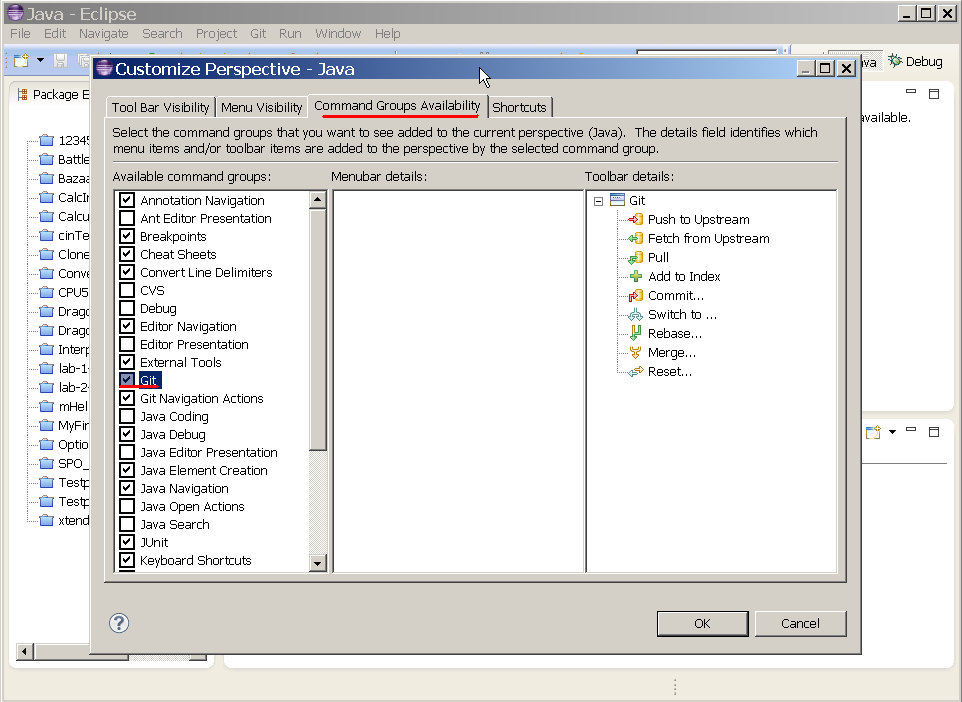 Java - Eclipse
File Edit Navigate Search Project Git Run Window Help
Debug
Package E
available.
12345
Battle
Bazaa
CalcIn
Calcu
cinTe
Clone
Conve
CPU5
Drago
Drago
Interp
lab-1-
lab-2-
mHel
MyFir
Optio
SPO_
Testp
Testp
xtend
Customize Perspective - Java
Tool Bar Visibility Menu Visibility Command Groups Availability Shortcuts
Select the command groups that you want to see added to the current perspective (Java). The details field identifies which
menu items and/or toolbar items are added to the perspective by the selected command group.
Available command groups: Menubar details: Toolbar details:
Annotation Navigation
Ant Editor Presentation
Breakpoints
Cheat Sheets
Convert Line Delimiters
CVS
Debug
Editor Navigation
Editor Presentation
External Tools
Git
Git Navigation Actions
Java Coding
Java Debug
Java Editor Presentation
Java Element Creation
Java Navigation
Java Open Actions
Java Search
JUnit
Keyboard Shortcuts
Git
Push to Upstream
Fetch from Upstream
Pull
Add to Index
Commit...
Switch to ...
Rebase...
Merge...
Reset...
? OK Cancel